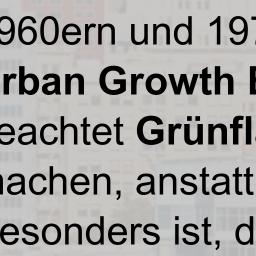 960ern und 197
rban Growth B
eachtet Grünfl
nachen, anstatt
esonders ist, d